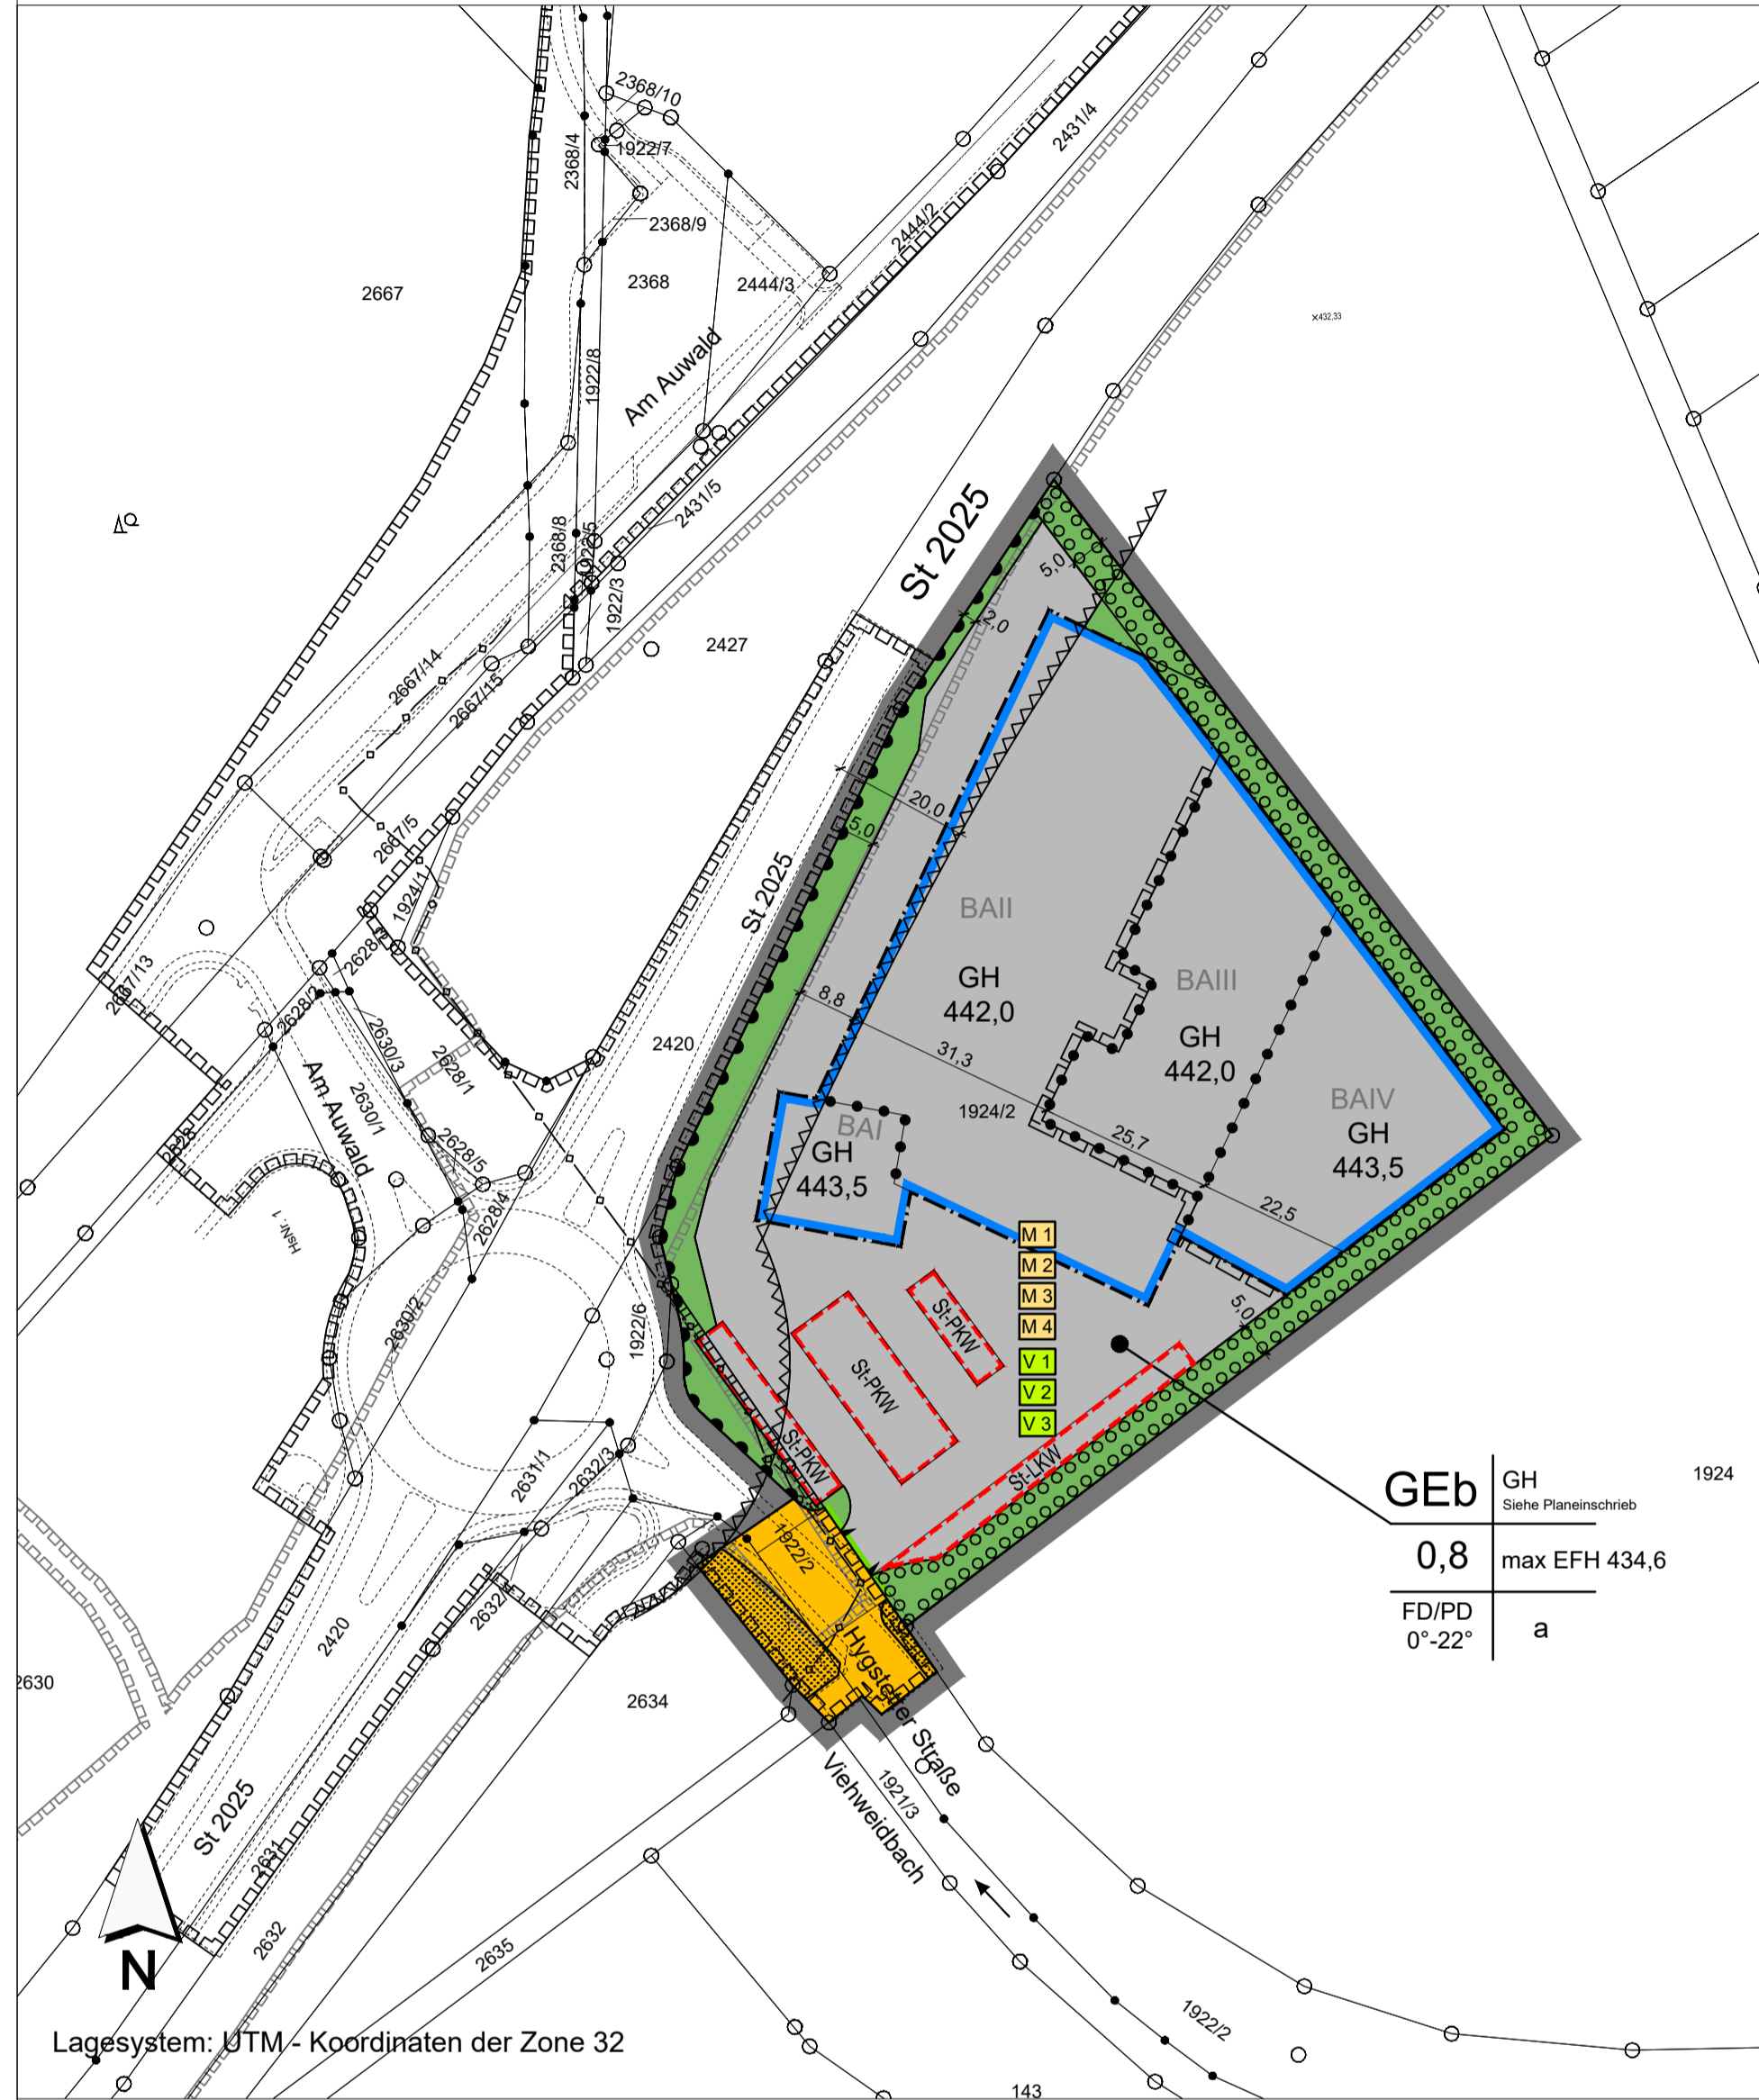 2368/10
2431/4
2368/4
1922/7
2444/2
2368/9
2667
2368
2444/3
×432,33
1922/8
Am Auwald
St 2025
2431/5
2368/8
1922/5
5,0
1922/3
2,0
2427
2667/14
2667/15
20,0
2667/5
5,0
St 2025
1924/1
BAII
GH
442,0
2628/3
2667/13
BAIII
8,8
2628/2
GH
442,0
2630/3
2420
31,3
2628/1
Am Auwald
2630/1
1924/2
BAIV
GH
443,5
BAI
GH
443,5
25,7
2628
2628/5
22,5
2628/4
HsNr. 1
M 1
M 2
M 3
M 4
V 1
V 2
V 3
5,0
2630/2
1922/6
St-PKW
St-PKW
St-PKW
St-LKW
2631/1
2632/3
GEb
GH
Siehe Planeinschrieb
1924
0,8
max EFH 434,6
FD/PD
0°-22°
a
1922/2
2632/
2420
2630
2634
Hygstetter Straße
Viehweidbach
1921/3
St 2025
2631
2632
2635
N
1922/2
Lagesystem: UTM - Koordinaten der Zone 32
143